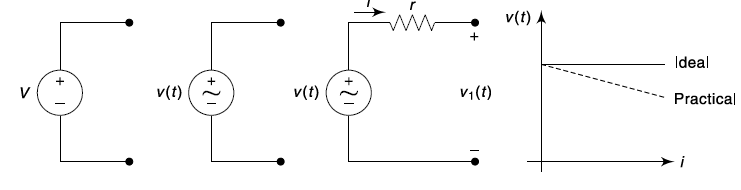 V
+
−
v(t)
+
∼
−
v(t)
+
∼
−
i
r
+
v₁(t)
−
v(t)
Ideal
Practical
i